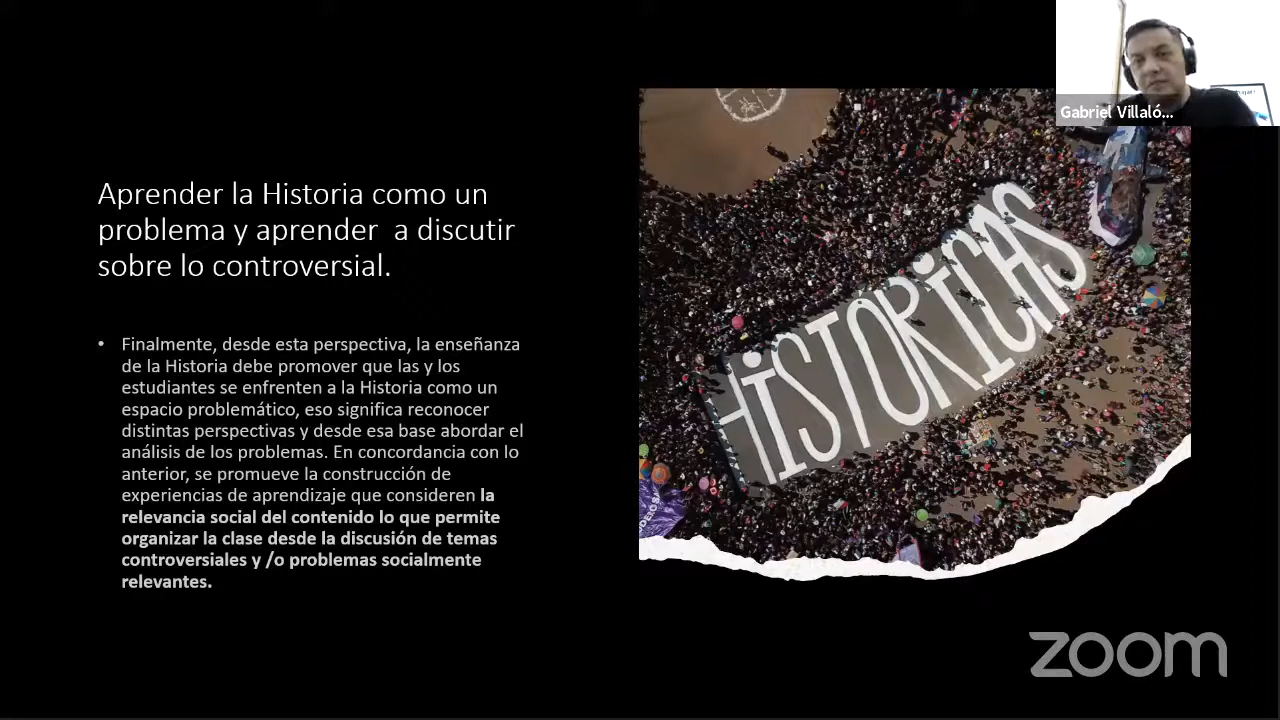 Aprender la Historia como un
problema y aprender  a discutir
sobre lo controversial.
• Finalmente, desde esta perspectiva, la enseñanza
de la Historia debe promover que las y los
estudiantes se enfrenten a la Historia como un
espacio problemático, eso significa reconocer
distintas perspectivas y desde esa base abordar el
análisis de los problemas. En concordancia con lo
anterior, se promueve la construcción de
experiencias de aprendizaje que consideren la
relevancia social del contenido lo que permite
organizar la clase desde la discusión de temas
controversiales y /o problemas socialmente
relevantes.
HISTÓRICAS
Gabriel Villaló...
zoom